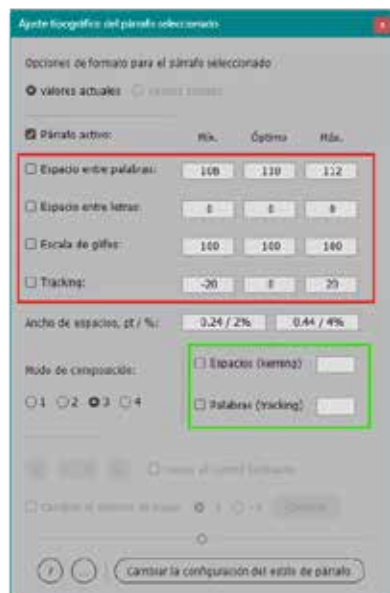 Ajuste tipográfico del párrafo seleccionado
Opciones de formato para el párrafo seleccionado
valores actuales
Párrafo activo: Mín. Óptimo Máx.
Espacio entre palabras: 108 110 112
Espacio entre letras: 0 0 0
Escala de glifos: 100 100 100
Tracking: -20 0 20
Ancho de espacios, pt / %: 0.24 / 2% 0.44 / 4%
Modo de composición:
Espacios (kerning)
1 2 3 4
Palabras (tracking)
? ... Cambiar la configuración del estilo de párrafo